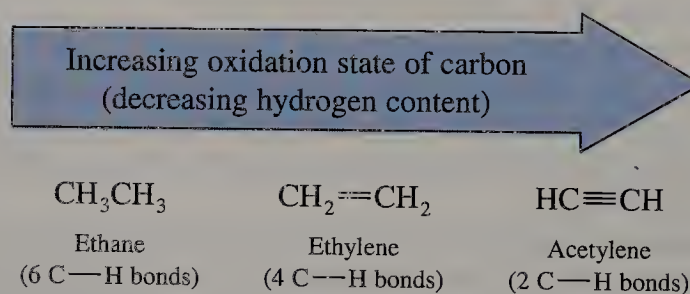 Increasing oxidation state of carbon
(decreasing hydrogen content)
CH₃CH₃ CH₂==CH₂ HC≡CH
Ethane Ethylene Acetylene
(6 C—H bonds) (4 C—–H bonds) (2 C—H bonds)